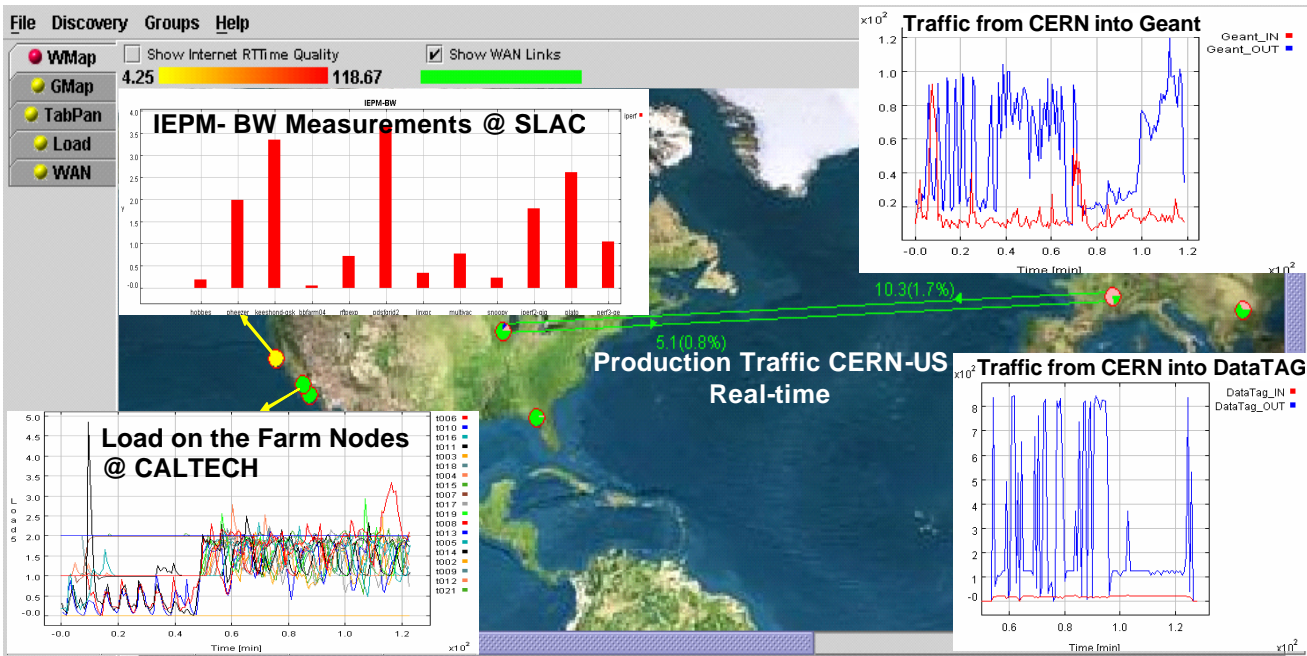 File Discovery Groups Help
WMap
GMap
TabPan
Load
WAN
Show Internet RTTime Quality
4.25 118.67
Show WAN Links
IEPM-BW
IEPM- BW Measurements @ SLAC
iperf
4.0
3.5
3.0
2.5
y
2.0
1.5
1.0
0.5
-0.0
hobbes pheezer keeshond-gsk bbfarm04 multivac snoopy iperf2-gig plato perf3-ge
x10²
Traffic from CERN into Geant
Geant_IN
Geant_OUT
1.2
1.0
0.8
0.6
0.4
0.2
-0.0 0.2 0.4 0.6 0.8 1.0 1.2
Time [min] x10²
10.3(1.7%)
5.1(0.8%)
Production Traffic CERN-US
Real-time
Load on the Farm Nodes
@ CALTECH
5.0
4.5
4.0
3.5
3.0
2.5
2.0
1.5
1.0
0.5
-0.0
-0.0 0.2 0.4 0.6 0.8 1.0 1.2
Time [min] x10²
t006
t010
t016
t011
t003
t018
t004
t015
t007
t017
t019
t008
t013
t005
t014
t002
t009
t012
t021
x10²
Traffic from CERN into DataTAG
DataTag_IN
DataTag_OUT
8
7
6
5
4
3
2
1
-0
0.6 0.8 1.0 1.2
Time [min] x10²